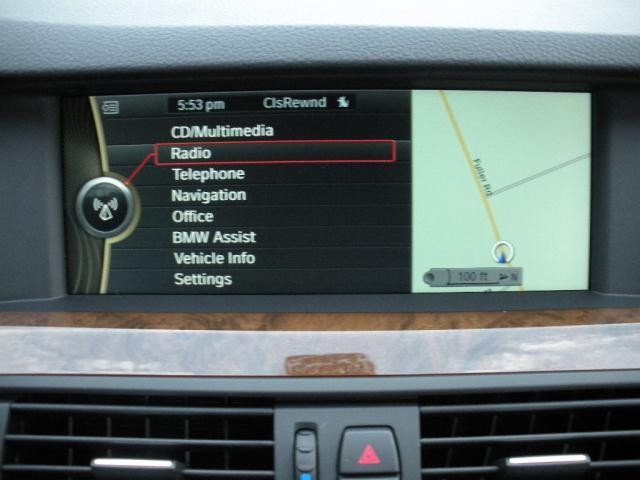 5:53 pm ClsRewnd
CD/Multimedia
Radio
Telephone
Navigation
Office
BMW Assist
Vehicle Info
Settings
Fuller Rd
100 ft N